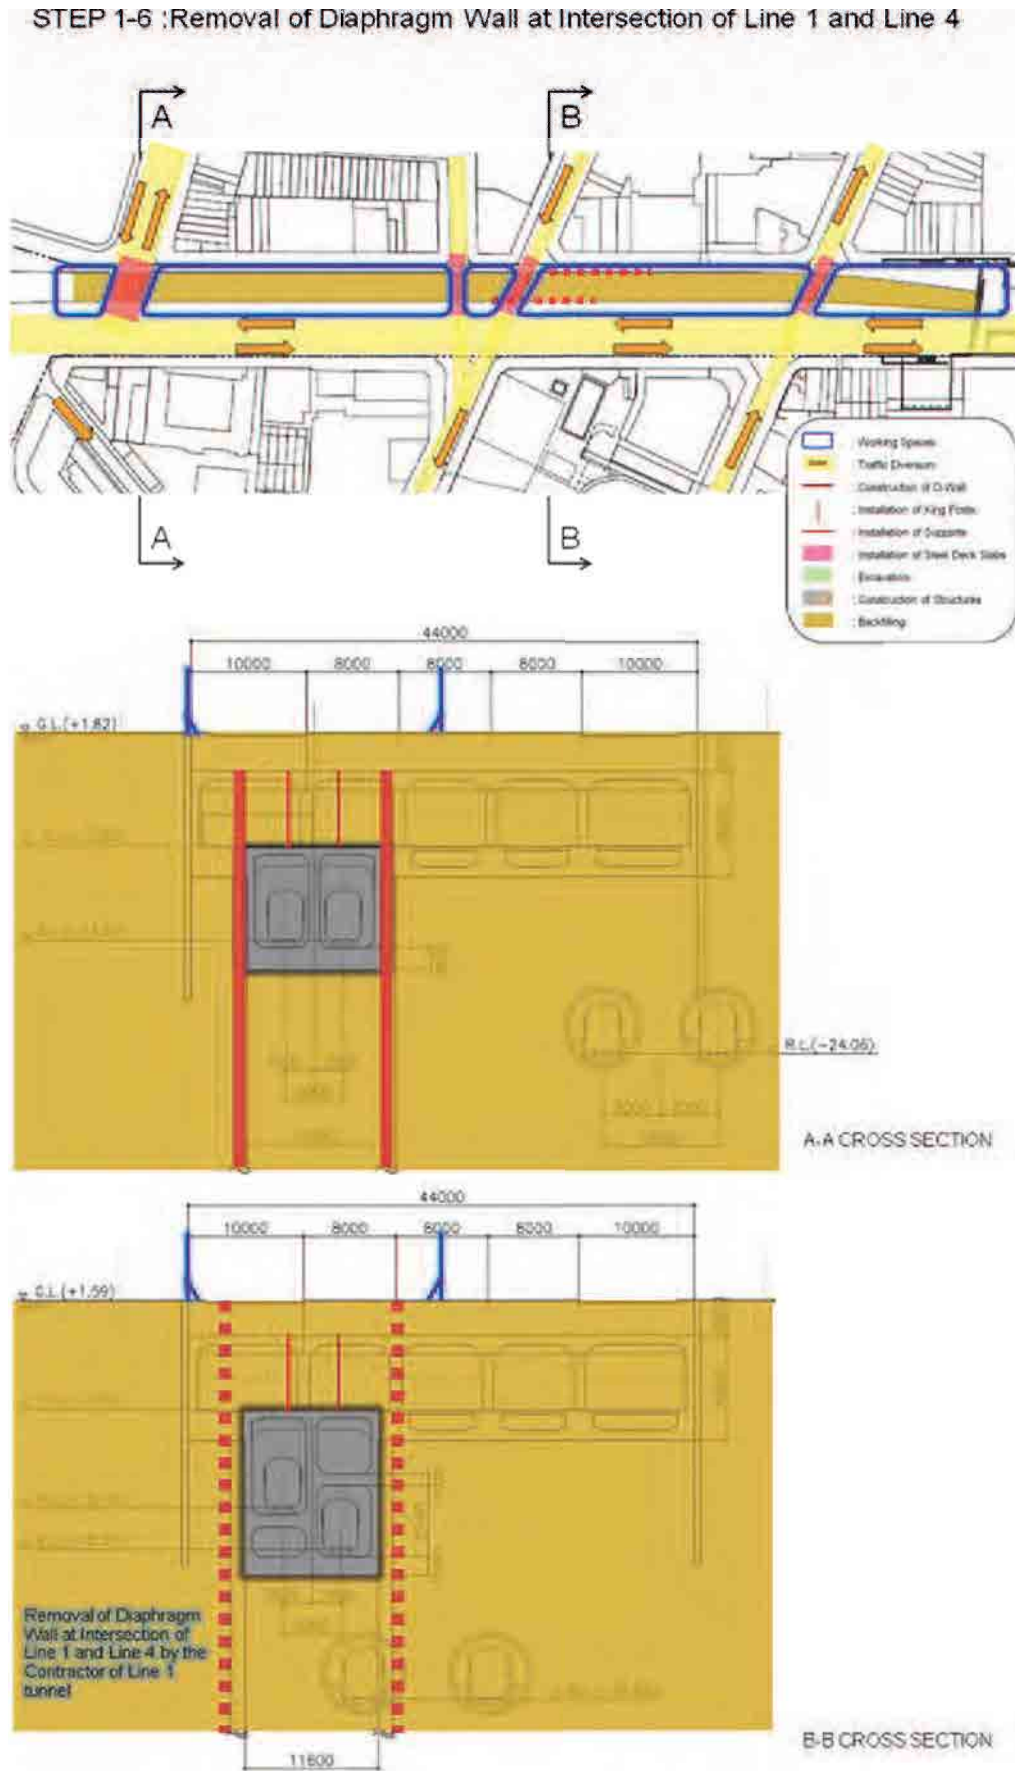 STEP 1-6 :Removal of Diaphragm Wall at Intersection of Line 1 and Line 4
A
B
A
B
: Working Spaces
: Traffic Diversion
: Construction of D-Wall
: Installation of King Posts
: Installation of Supports
: Installation of Steel Deck Slabs
: Excavation
: Construction of Structures
: Backfilling
44000
10000 8000 8000 8000 10000
G.L.(+1.82)
R.L.(-24.06)
A-A CROSS SECTION
44000
10000 8000 8000 8000 10000
G.L.(+1.59)
Removal of Diaphragm
Wall at Intersection of
Line 1 and Line 4 by the
Contractor of Line 1
tunnel
11600
B-B CROSS SECTION